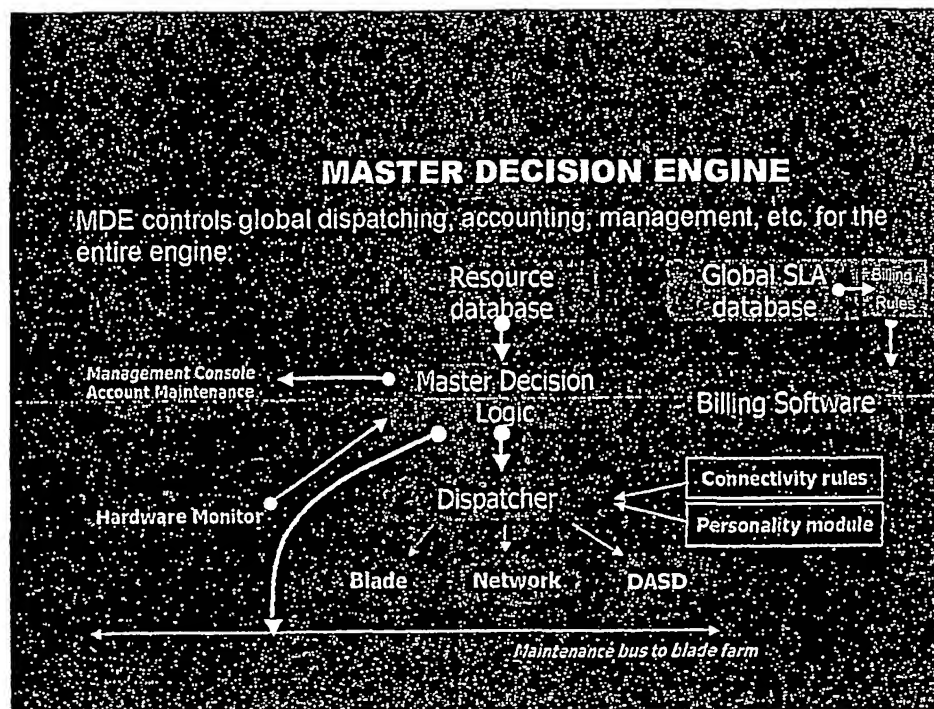 MASTER DECISION ENGINE
MDE controls global dispatching, accounting, management, etc. for the
entire engine:
Resource
database
Global SLA
database
Billing
Rules
Management Console
Account Maintenance
Master Decision
Logic
Billing Software
Hardware Monitor
Dispatcher
Connectivity rules
Personality module
Blade
Network
DASD
Maintenance bus to blade farm